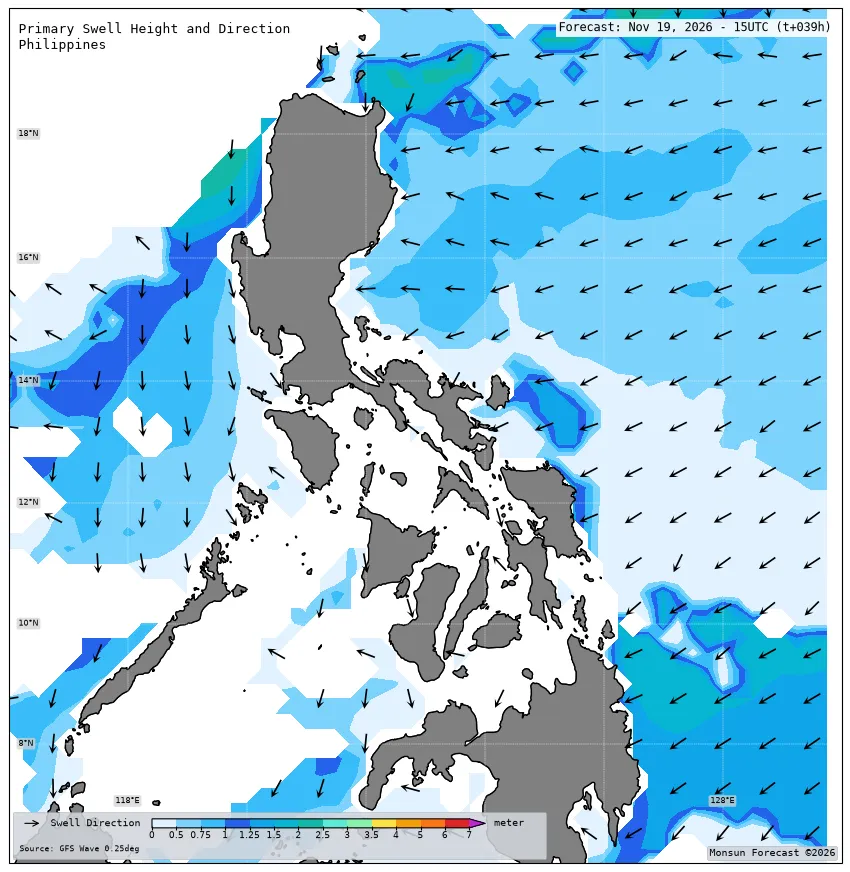 Primary Swell Height and Direction
Philippines
Forecast: Nov 19, 2026 - 15UTC (t+039h)
18°N
16°N
14°N
12°N
10°N
8°N
118°E
128°E
Swell Direction
0 0.5 0.75 1 1.25 1.5 2 2.5 3 3.5 4 5 6 7
meter
Source: GFS Wave 0.25deg
Monsun Forecast ©2026